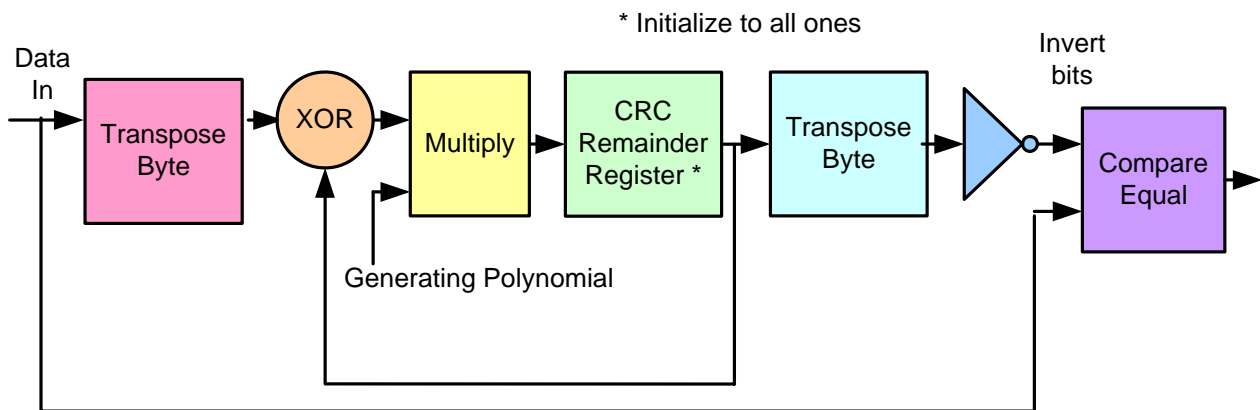 * Initialize to all ones
Data
In
Transpose
Byte
XOR
Multiply
CRC
Remainder
Register *
Transpose
Byte
Invert
bits
Compare
Equal
Generating Polynomial